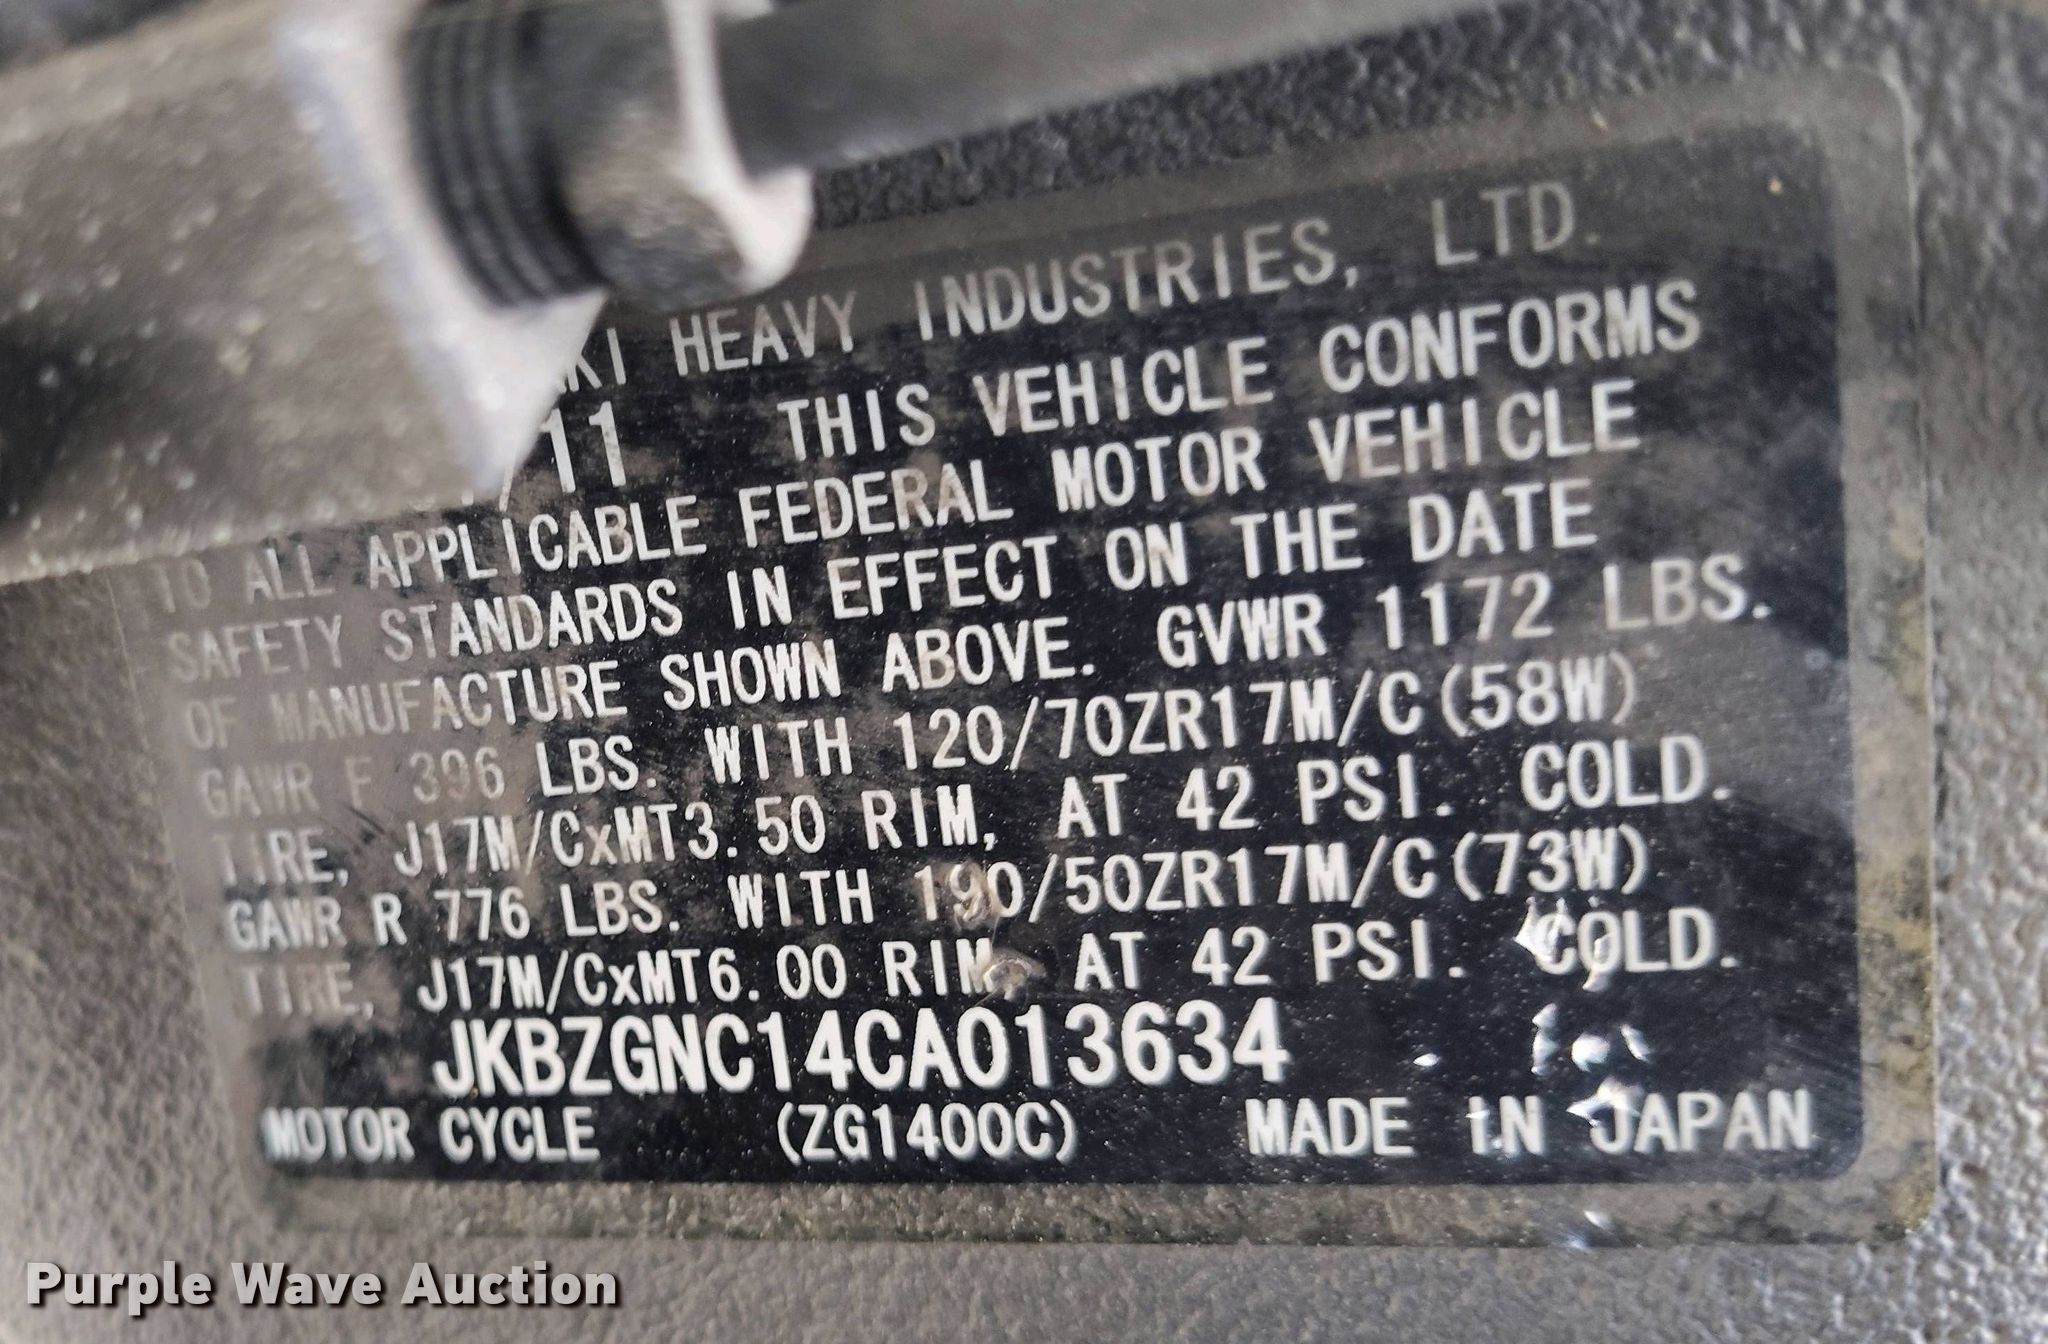 KI HEAVY INDUSTRIES, LTD.
/11 THIS VEHICLE CONFORMS
TO ALL APPLICABLE FEDERAL MOTOR VEHICLE
SAFETY STANDARDS IN EFFECT ON THE DATE
OF MANUFACTURE SHOWN ABOVE. GVWR 1172 LBS.
GAWR F 396 LBS. WITH 120/70ZR17M/C(58W)
TIRE, J17M/CxMT3.50 RIM, AT 42 PSI. COLD.
GAWR R 776 LBS. WITH 190/50ZR17M/C(73W)
TIRE, J17M/CxMT6.00 RIM, AT 42 PSI. COLD.
JKBZGNC14CA013634
MOTOR CYCLE (ZG1400C) MADE IN JAPAN
Purple Wave Auction